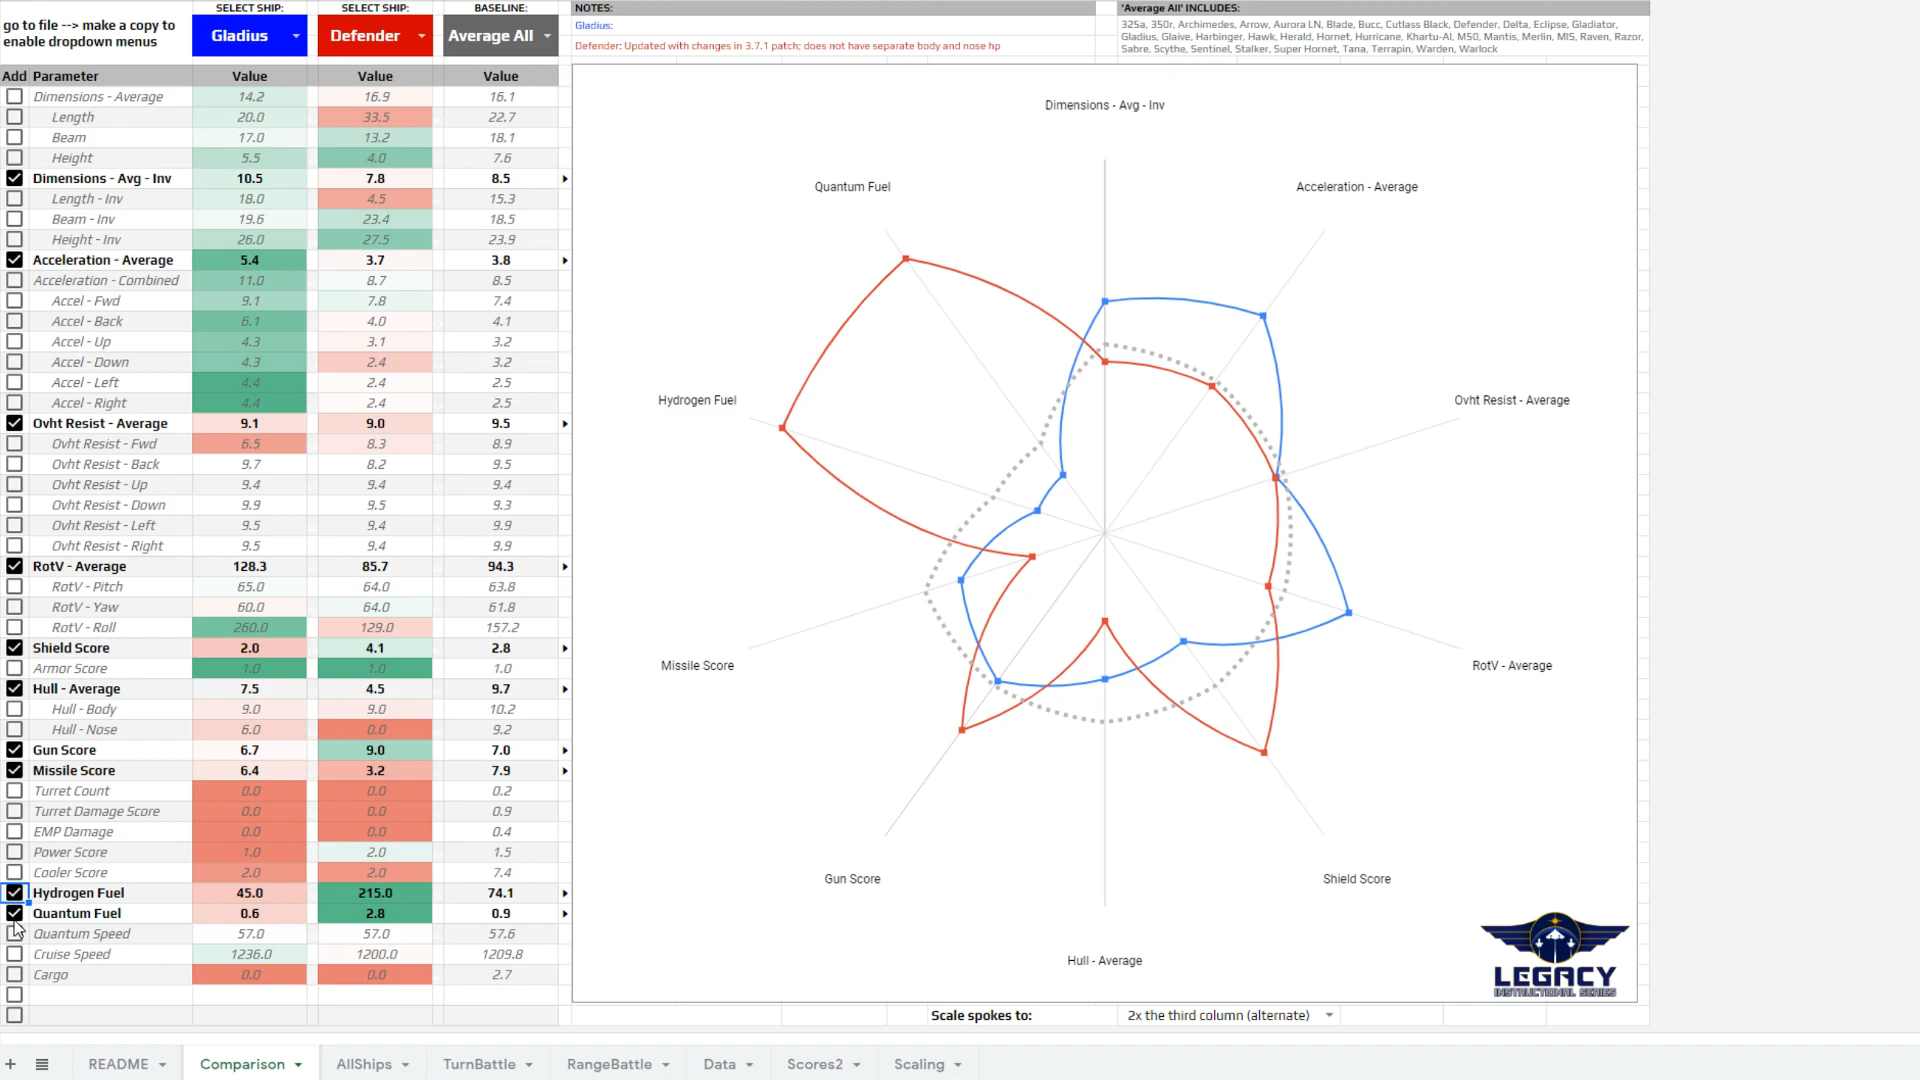 SELECT SHIP: SELECT SHIP: BASELINE: NOTES: 'Average All' INCLUDES:
go to file --> make a copy to
enable dropdown menus
Gladius Defender Average All
Gladius:
Defender: Updated with changes in 3.7.1 patch; does not have separate body and nose hp
325a, 350r, Archimedes, Arrow, Aurora LN, Blade, Bucc, Cutlass Black, Defender, Delta, Eclipse, Gladiator,
Gladius, Glaive, Harbinger, Hawk, Herald, Hornet, Hurricane, Khartu-Al, M50, Mantis, Merlin, MIS, Raven, Razor,
Sabre, Scythe, Sentinel, Stalker, Super Hornet, Tana, Terrapin, Warden, Warlock
Add Parameter Value Value Value
Dimensions - Average 14.2 16.9 16.1
Length 20.0 33.5 22.7
Beam 17.0 13.2 18.1
Height 5.5 4.0 7.6
Dimensions - Avg - Inv 10.5 7.8 8.5
Length - Inv 18.0 4.5 15.3
Beam - Inv 19.6 23.4 18.5
Height - Inv 26.0 27.5 23.9
Acceleration - Average 5.4 3.7 3.8
Acceleration - Combined 11.0 8.7 8.5
Accel - Fwd 9.1 7.8 7.4
Accel - Back 6.1 4.0 4.1
Accel - Up 4.3 3.1 3.2
Accel - Down 4.3 2.4 3.2
Accel - Left 4.4 2.4 2.5
Accel - Right 4.4 2.4 2.5
Ovht Resist - Average 9.1 9.0 9.5
Ovht Resist - Fwd 6.5 8.3 8.9
Ovht Resist - Back 9.7 8.2 9.5
Ovht Resist - Up 9.4 9.4 9.4
Ovht Resist - Down 9.9 9.5 9.3
Ovht Resist - Left 9.5 9.4 9.9
Ovht Resist - Right 9.5 9.4 9.9
RotV - Average 128.3 85.7 94.3
RotV - Pitch 65.0 64.0 63.8
RotV - Yaw 60.0 64.0 61.8
RotV - Roll 260.0 129.0 157.2
Shield Score 2.0 4.1 2.8
Armor Score 1.0 1.0 1.0
Hull - Average 7.5 4.5 9.7
Hull - Body 9.0 9.0 10.2
Hull - Nose 6.0 0.0 9.2
Gun Score 6.7 9.0 7.0
Missile Score 6.4 3.2 7.9
Turret Count 0.0 0.0 0.2
Turret Damage Score 0.0 0.0 0.9
EMP Damage 0.0 0.0 0.4
Power Score 1.0 2.0 1.5
Cooler Score 2.0 2.0 7.4
Hydrogen Fuel 45.0 215.0 74.1
Quantum Fuel 0.6 2.8 0.9
Quantum Speed 57.0 57.0 57.6
Cruise Speed 1236.0 1200.0 1209.8
Cargo 0.0 0.0 2.7
Dimensions - Avg - Inv
Quantum Fuel
Acceleration - Average
Hydrogen Fuel
Ovht Resist - Average
Missile Score
RotV - Average
Gun Score
Shield Score
Hull - Average
LEGACY
INSTRUCTIONAL SERIES
Scale spokes to: 2x the third column (alternate)
README Comparison AllShips TurnBattle RangeBattle Data Scores2 Scaling